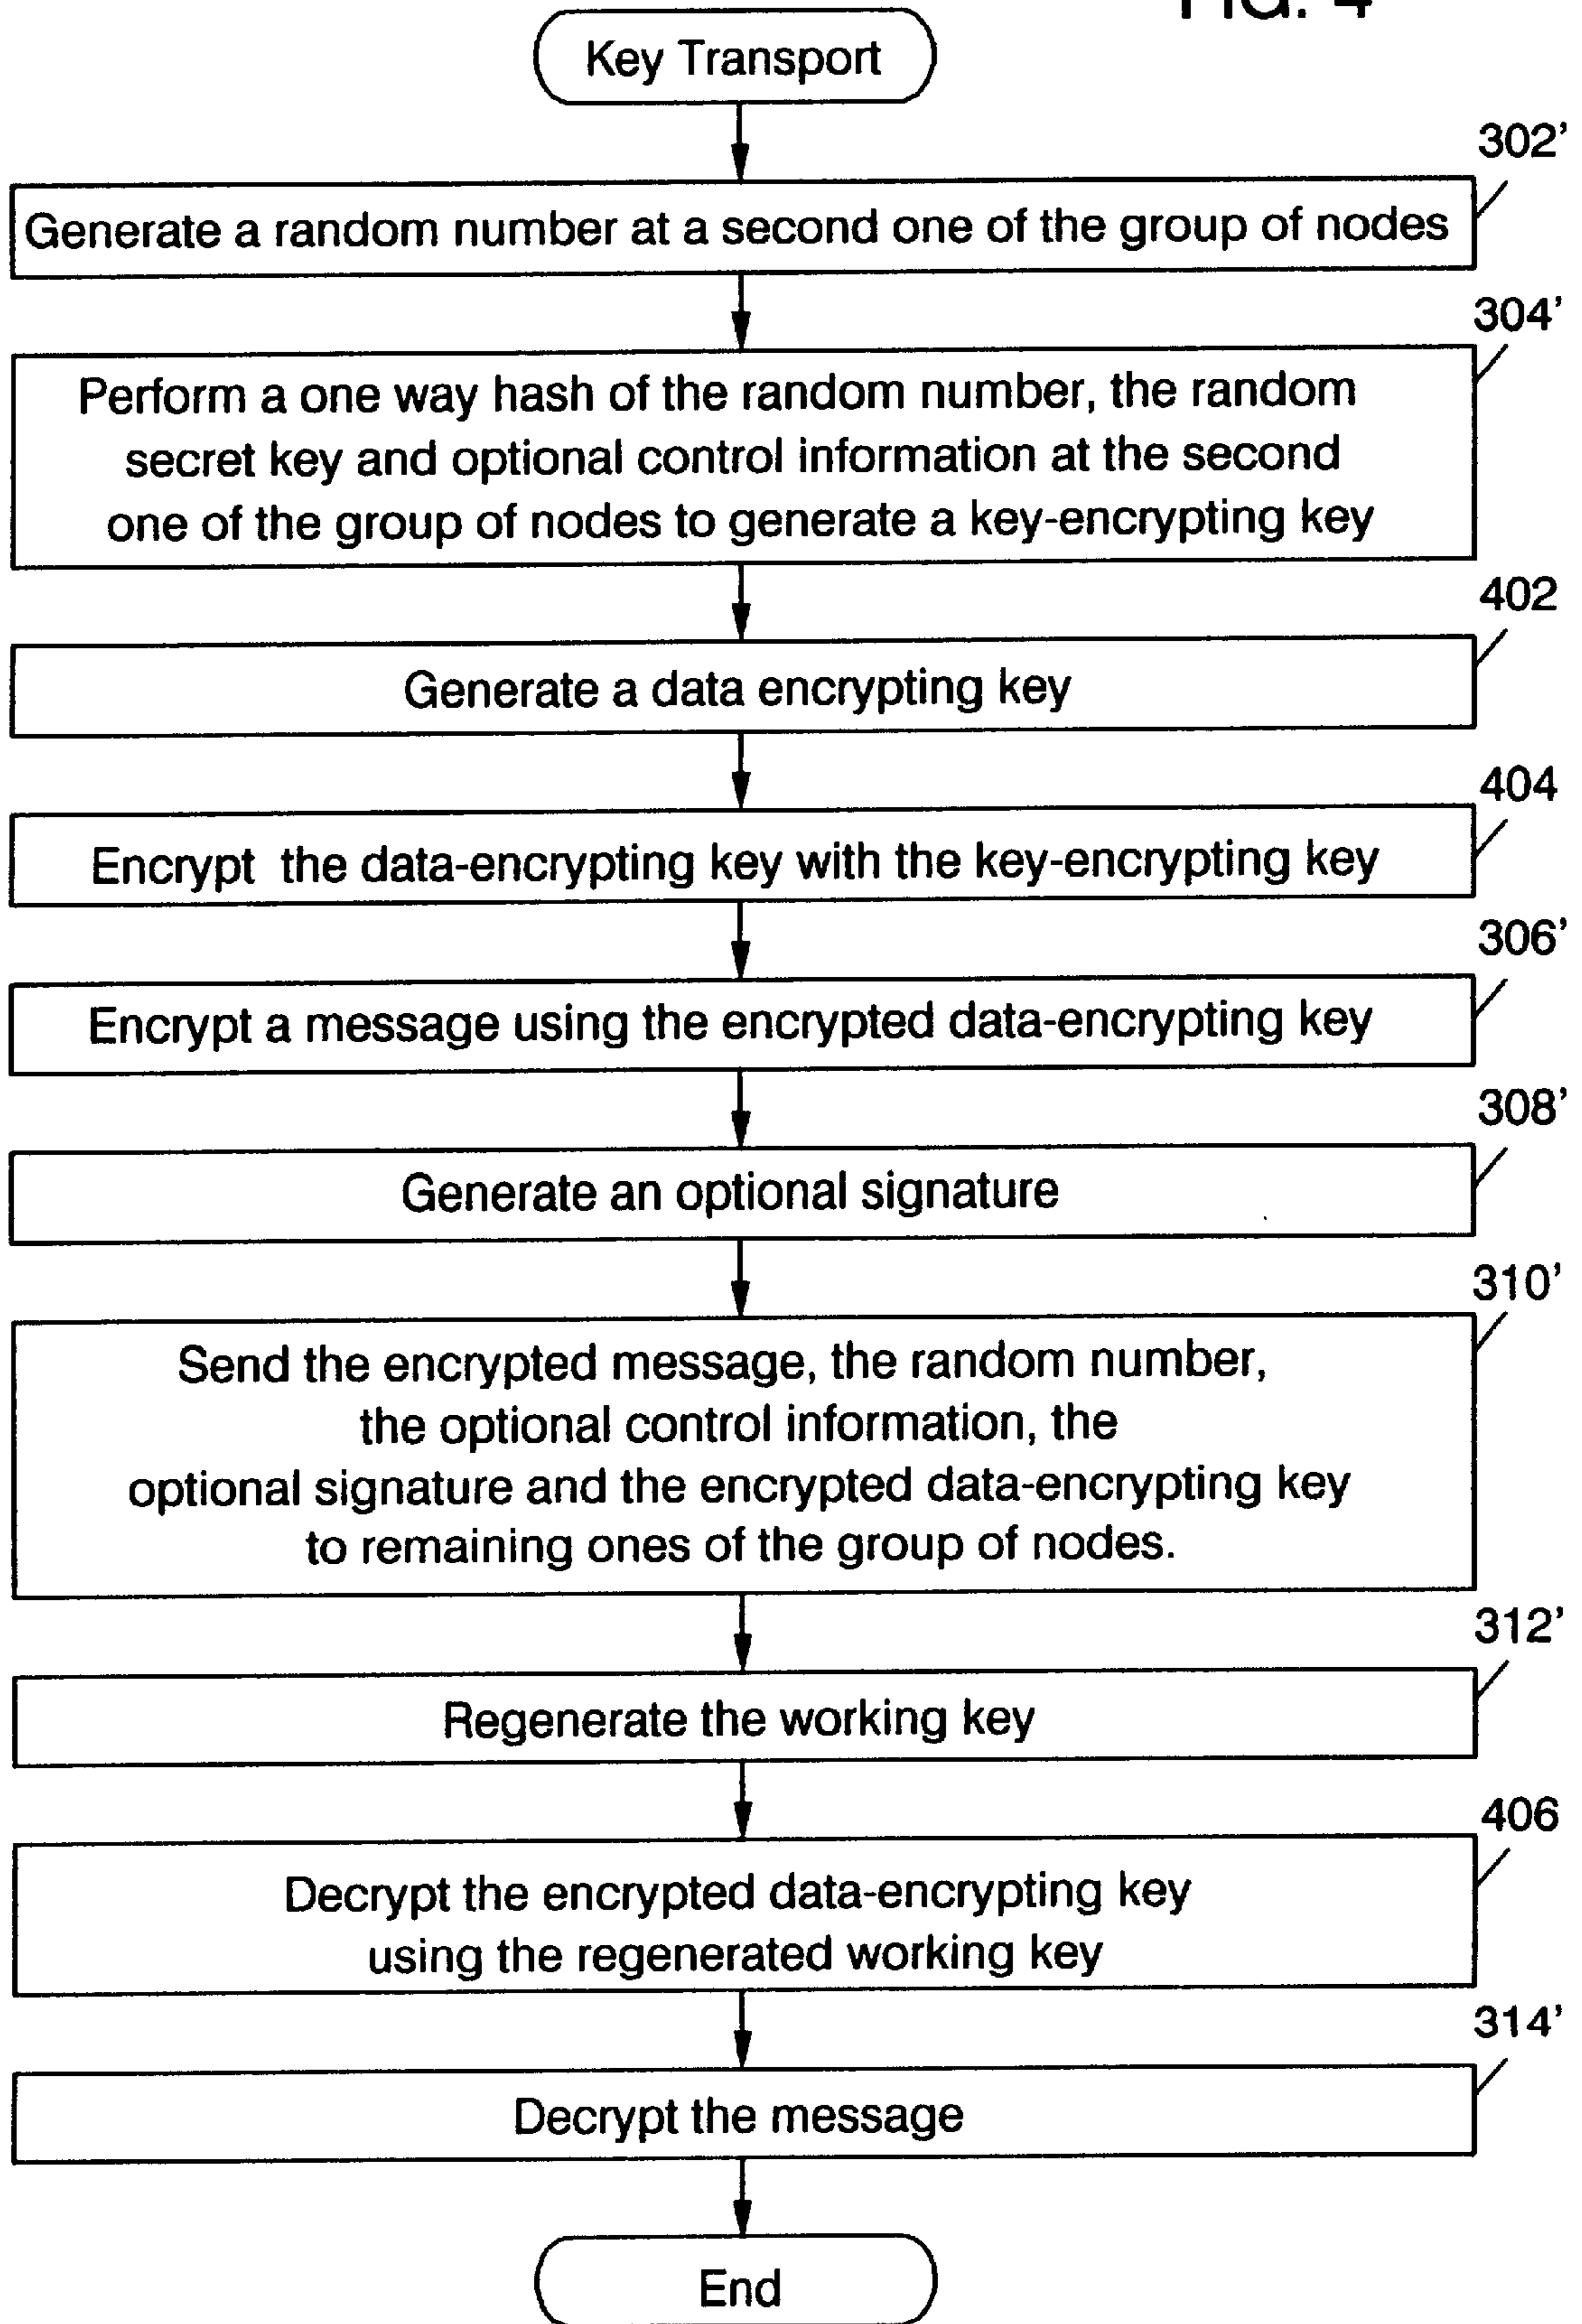 FIG. 4
Key Transport
302'
Generate a random number at a second one of the group of nodes
304'
Perform a one way hash of the random number, the random
secret key and optional control information at the second
one of the group of nodes to generate a key-encrypting key
402
Generate a data encrypting key
404
Encrypt the data-encrypting key with the key-encrypting key
306'
Encrypt a message using the encrypted data-encrypting key
308'
Generate an optional signature
310'
Send the encrypted message, the random number,
the optional control information, the
optional signature and the encrypted data-encrypting key
to remaining ones of the group of nodes.
312'
Regenerate the working key
406
Decrypt the encrypted data-encrypting key
using the regenerated working key
314'
Decrypt the message
End